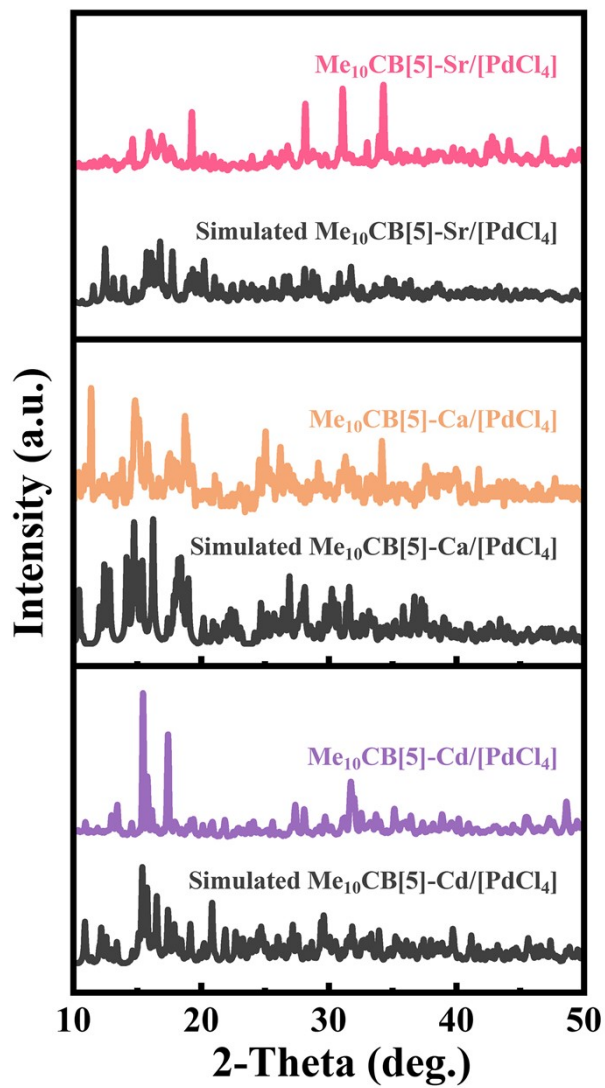 Me₁₀CB[5]-Sr/[PdCl₄]
Simulated Me₁₀CB[5]-Sr/[PdCl₄]
Me₁₀CB[5]-Ca/[PdCl₄]
Simulated Me₁₀CB[5]-Ca/[PdCl₄]
Me₁₀CB[5]-Cd/[PdCl₄]
Simulated Me₁₀CB[5]-Cd/[PdCl₄]
Intensity (a.u.)
10 20 30 40 50
2-Theta (deg.)